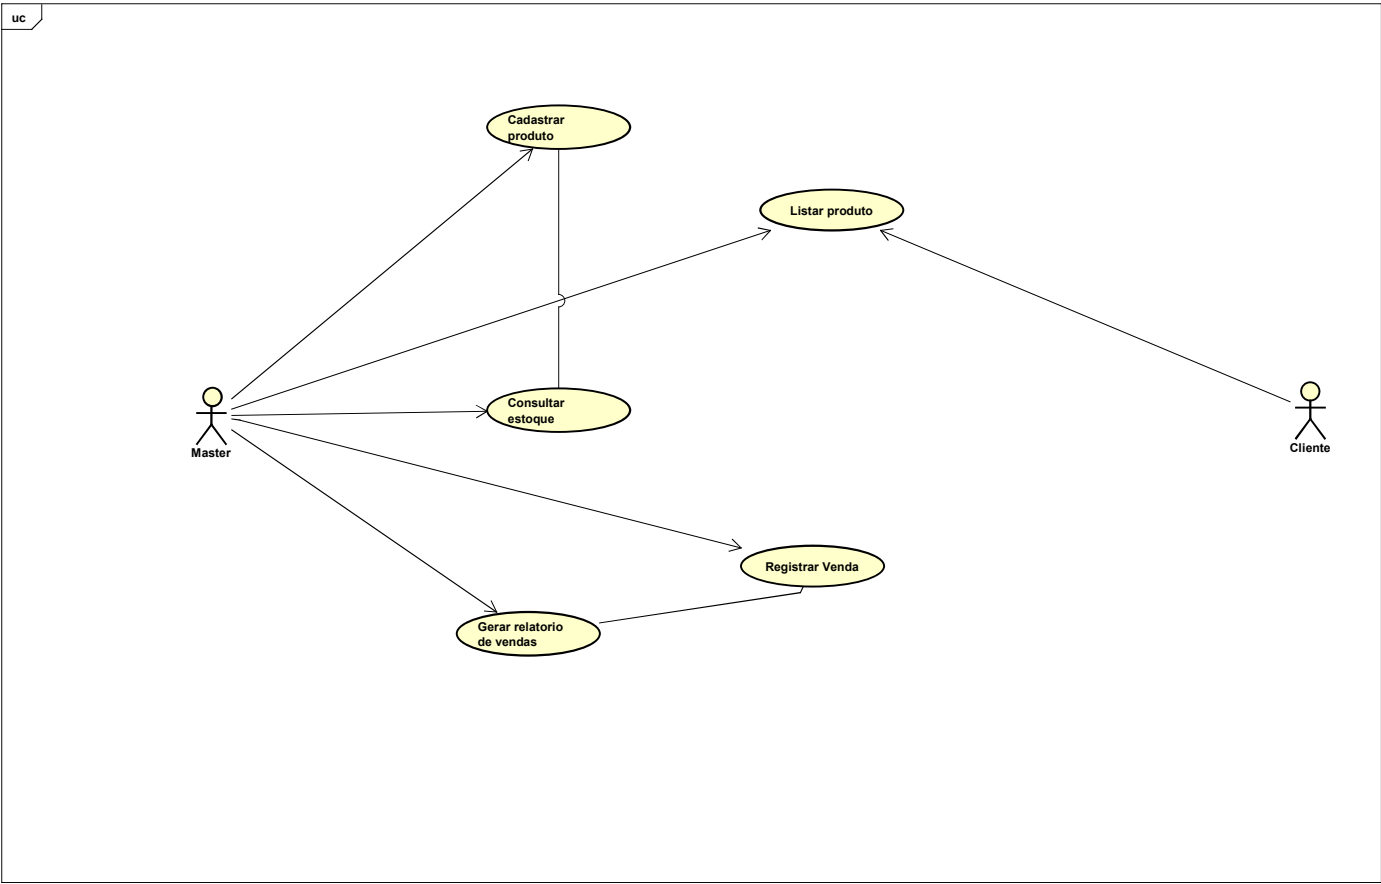 uc
Cadastrar
produto
Listar produto
Consultar
estoque
Master
Cliente
Registrar Venda
Gerar relatorio
de vendas